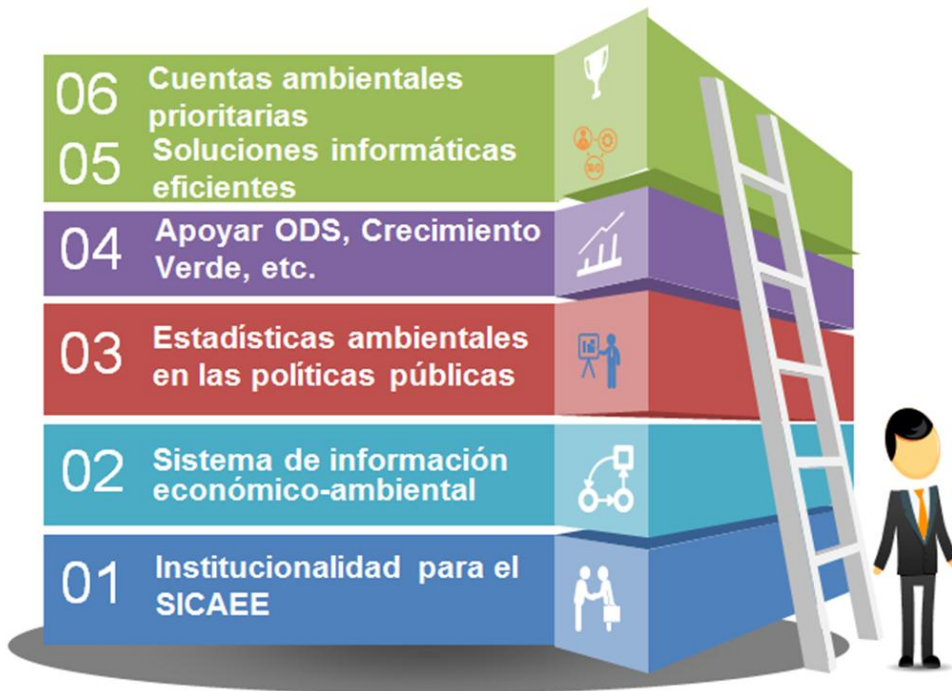 06 Cuentas ambientales
prioritarias
05 Soluciones informáticas
eficientes
04 Apoyar ODS, Crecimiento
Verde, etc.
03 Estadísticas ambientales
en las políticas públicas
02 Sistema de información
económico-ambiental
01 Institucionalidad para el
SICAEE